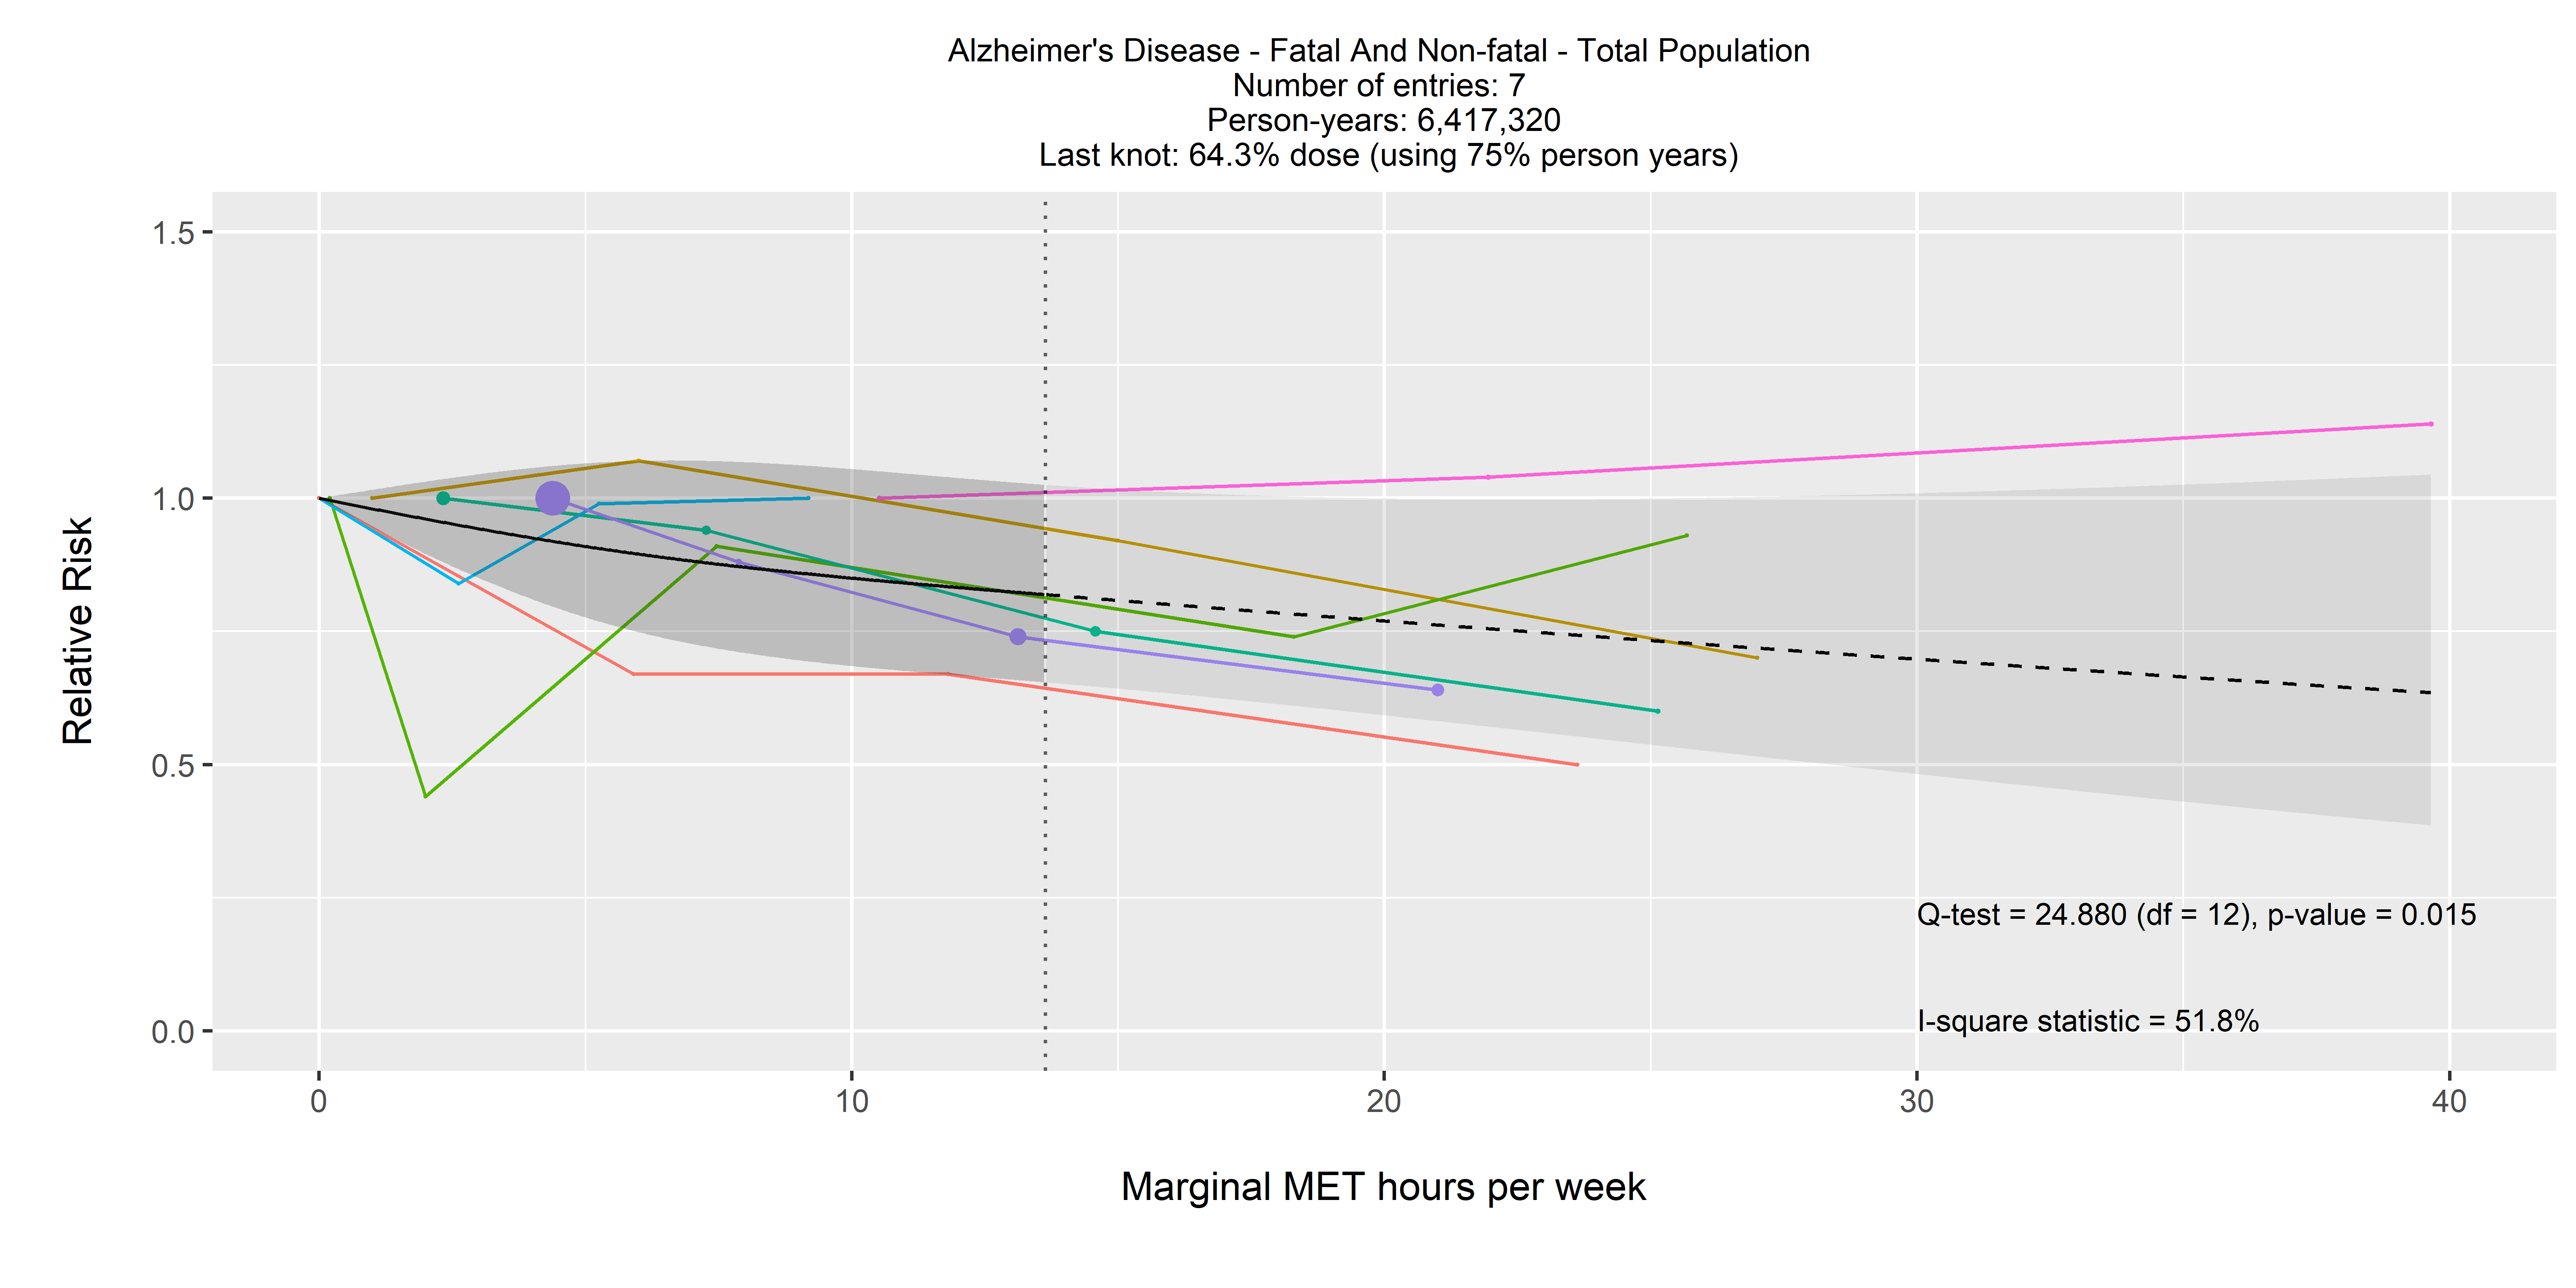 Alzheimer's Disease - Fatal And Non-fatal - Total Population
Number of entries: 7
Person-years: 6,417,320
Last knot: 64.3% dose (using 75% person years)
1.5
1.0
0.5
0.0
Relative Risk
Q-test = 24.880 (df = 12), p-value = 0.015
I-square statistic = 51.8%
0 10 20 30 40
Marginal MET hours per week